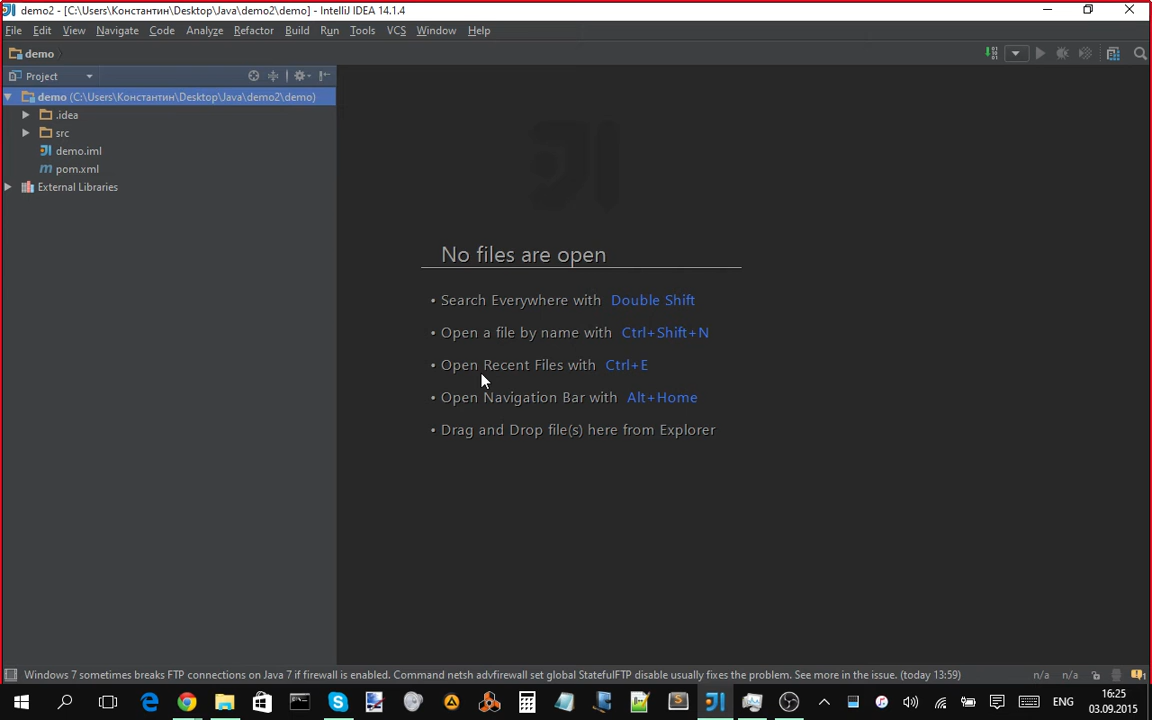 demo2 - [C:\Users\Константин\Desktop\Java\demo2\demo] - IntelliJ IDEA 14.1.4
File Edit View Navigate Code Analyze Refactor Build Run Tools VCS Window Help
demo
Project
demo (C:\Users\Константин\Desktop\Java\demo2\demo)
.idea
src
demo.iml
pom.xml
External Libraries
No files are open
• Search Everywhere with Double Shift
• Open a file by name with Ctrl+Shift+N
• Open Recent Files with Ctrl+E
• Open Navigation Bar with Alt+Home
• Drag and Drop file(s) here from Explorer
Windows 7 sometimes breaks FTP connections on Java 7 if firewall is enabled. Command netsh advfirewall set global StatefulFTP disable usually fixes the problem. See more in the issue. (today 13:59) n/a n/a
ENG
16:25
03.09.2015